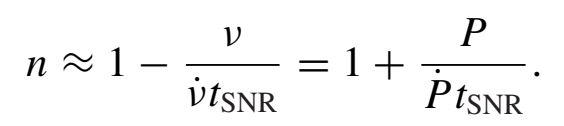 n ≈ 1 − ν / (ν̇ t_SNR) = 1 + P / (Ṗ t_SNR).